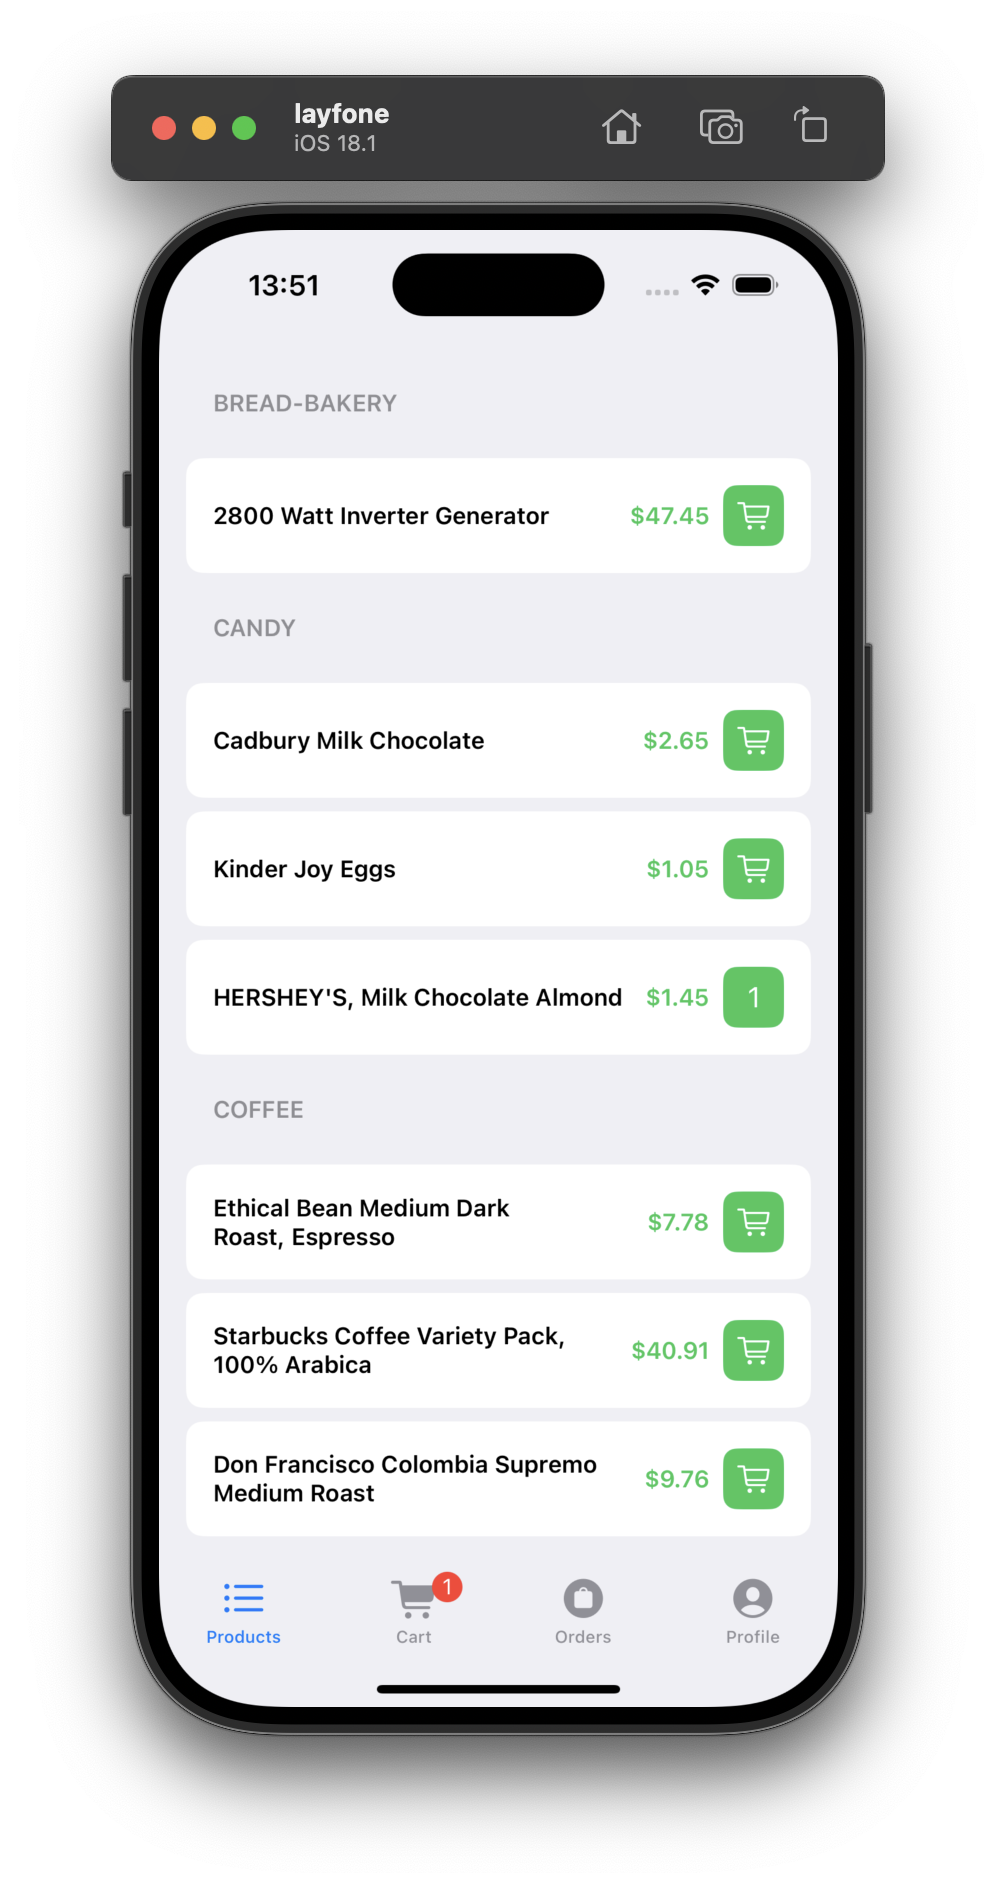 layfone
iOS 18.1
13:51
BREAD-BAKERY
2800 Watt Inverter Generator $47.45
CANDY
Cadbury Milk Chocolate $2.65
Kinder Joy Eggs $1.05
HERSHEY'S, Milk Chocolate Almond $1.45 1
COFFEE
Ethical Bean Medium Dark
Roast, Espresso
$7.78
Starbucks Coffee Variety Pack,
100% Arabica
$40.91
Don Francisco Colombia Supremo
Medium Roast
$9.76
1
Products Cart Orders Profile